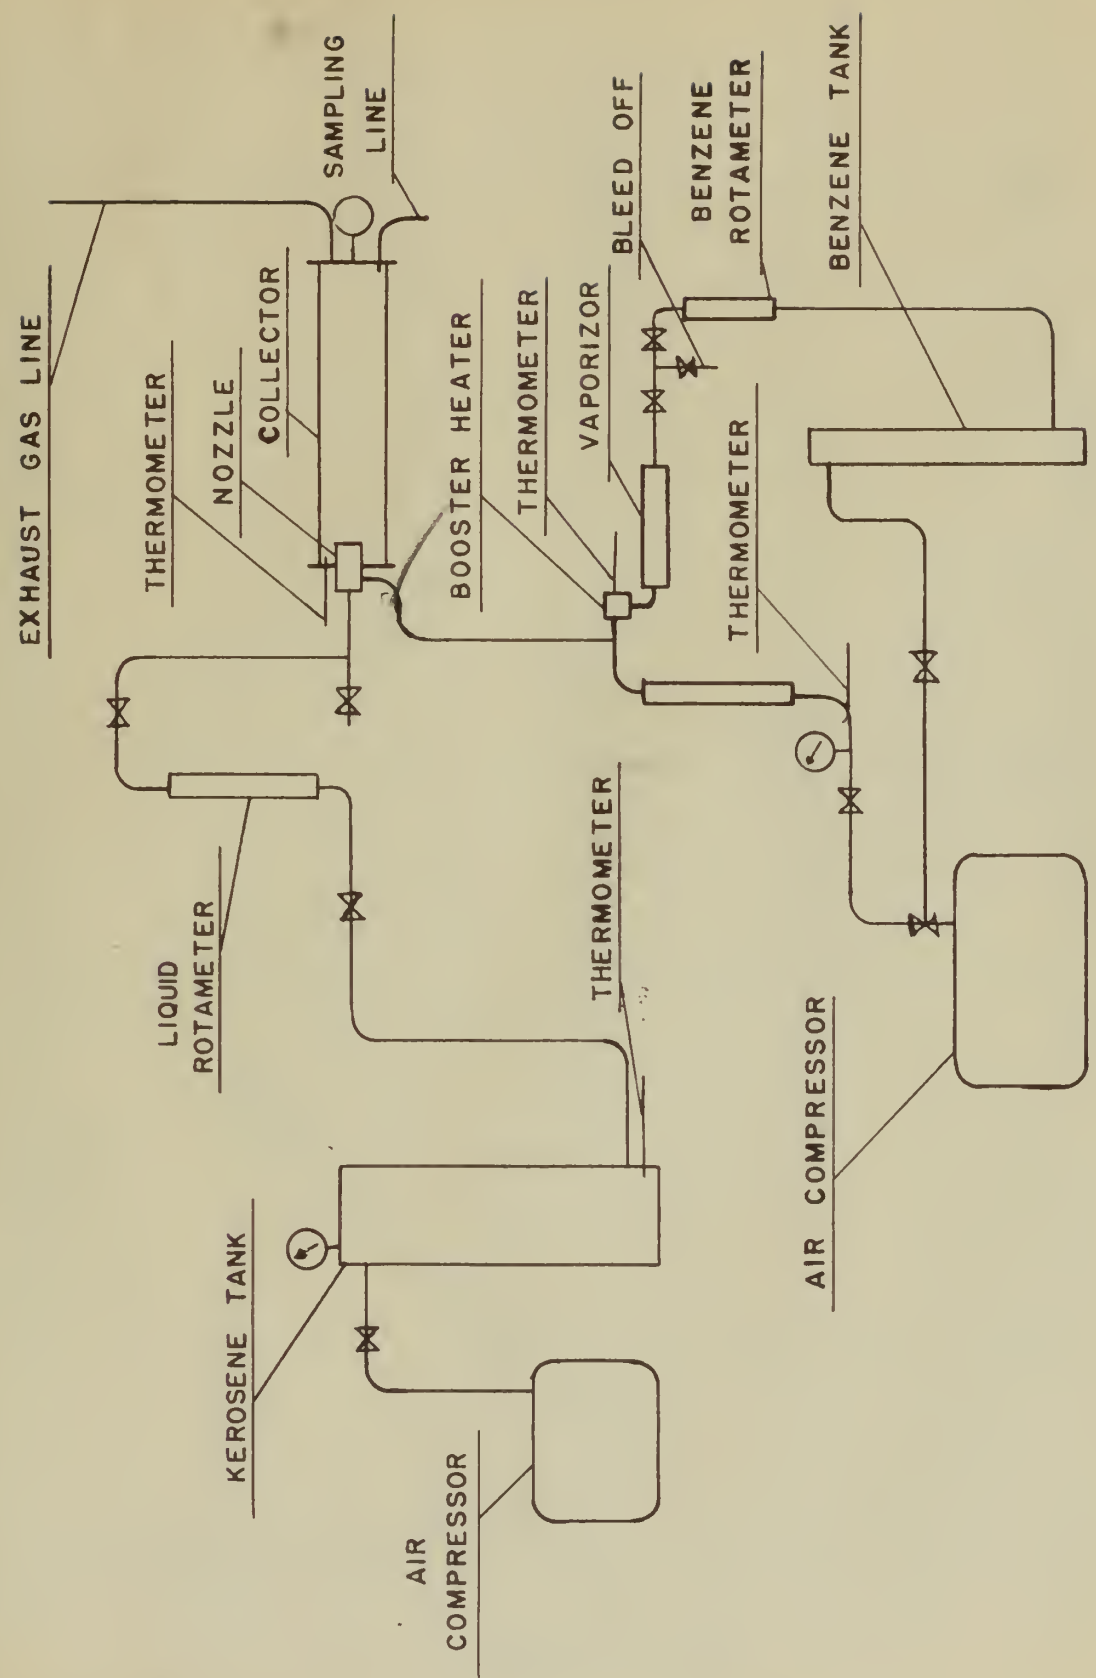 EXHAUST GAS LINE
THERMOMETER
NOZZLE
COLLECTOR
SAMPLING
LINE
BOOSTER HEATER
THERMOMETER
VAPORIZOR
BLEED OFF
BENZENE
ROTAMETER
BENZENE TANK
THERMOMETER
LIQUID
ROTAMETER
THERMOMETER
KEROSENE TANK
AIR
COMPRESSOR
AIR COMPRESSOR